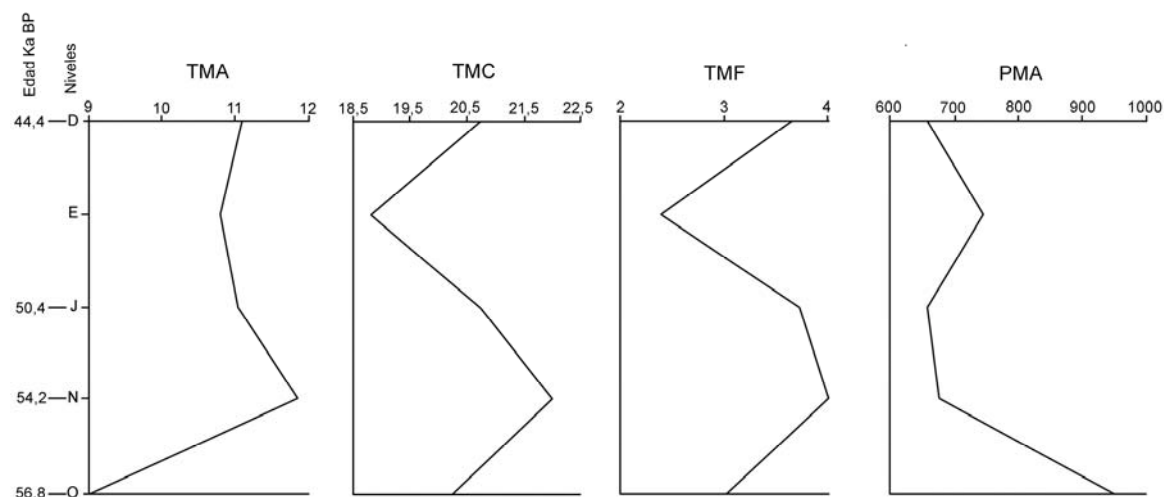 Edad Ka BP
Niveles
TMA TMC TMF PMA
9 10 11 12 18,5 19,5 20,5 21,5 22,5 2 3 4 600 700 800 900 1000
44,4 D
E
50,4 J
54,2 N
56,8 O